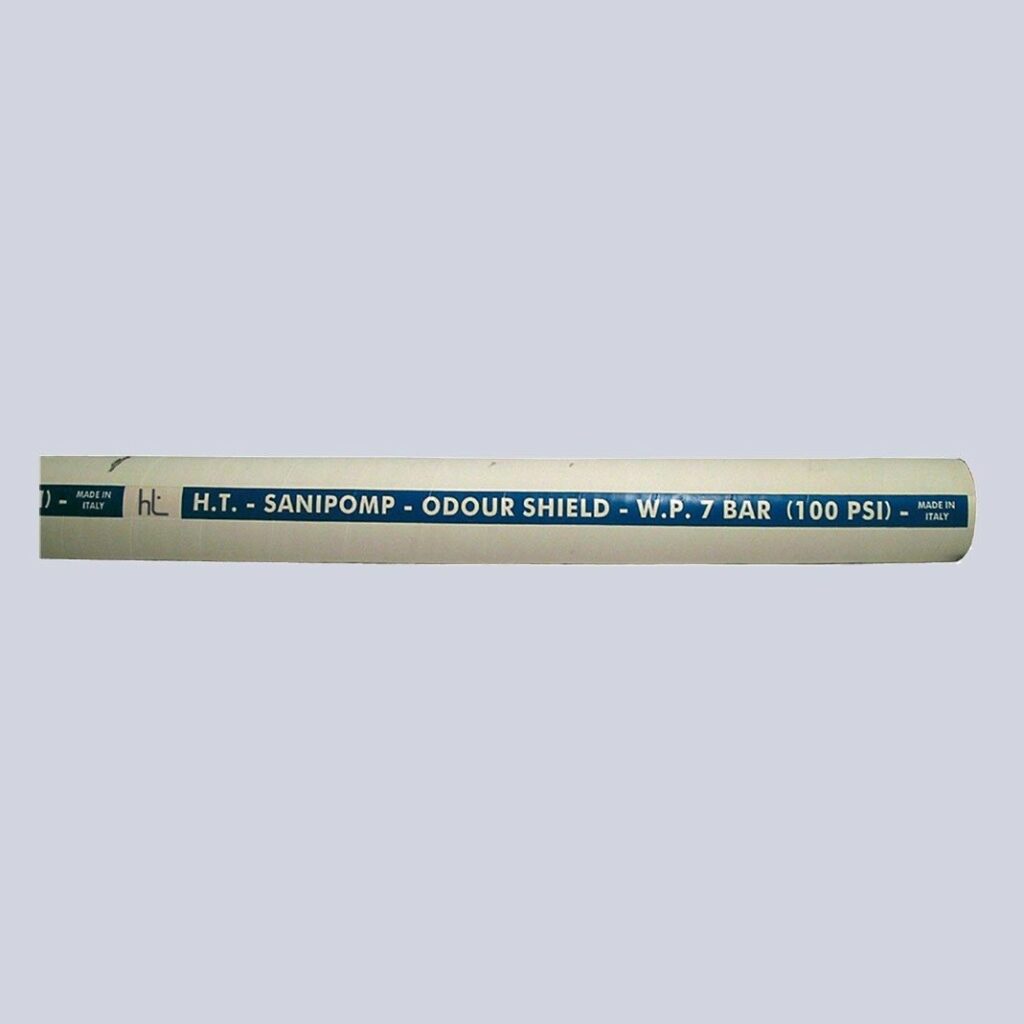 ) - MADE IN
ITALY
ht
H.T. - SANIPOMP - ODOUR SHIELD - W.P. 7 BAR (100 PSI) - MADE IN
ITALY